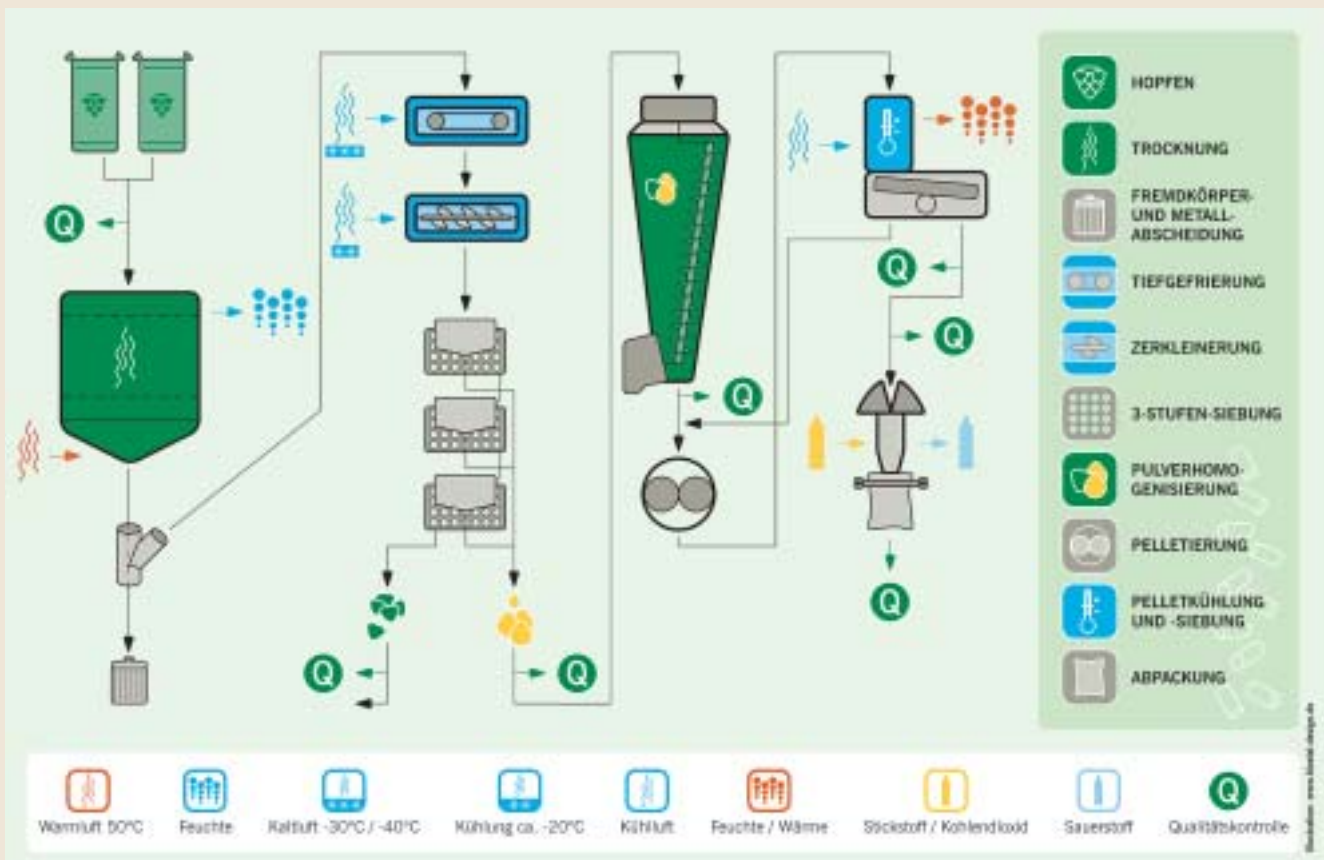 HOPFEN
TROCKNUNG
FREMDKÖRPER-
UND METALL-
ABSCHEIDUNG
TIEFGEFRIERUNG
ZERKLEINERUNG
3-STUFEN-SIEBUNG
PULVERHOMO-
GENISIERUNG
PELLETIERUNG
PELLETKÜHLUNG
UND -SIEBUNG
ABPACKUNG
Q
Q
Q
Q
Q
Q
Q
Q
Warmluft 50°C
Feuchte
Kaltluft -30°C / -40°C
Kühlung ca. -20°C
Kühlluft
Feuchte / Wärme
Stickstoff / Kohlendioxid
Sauerstoff
Qualitätskontrolle